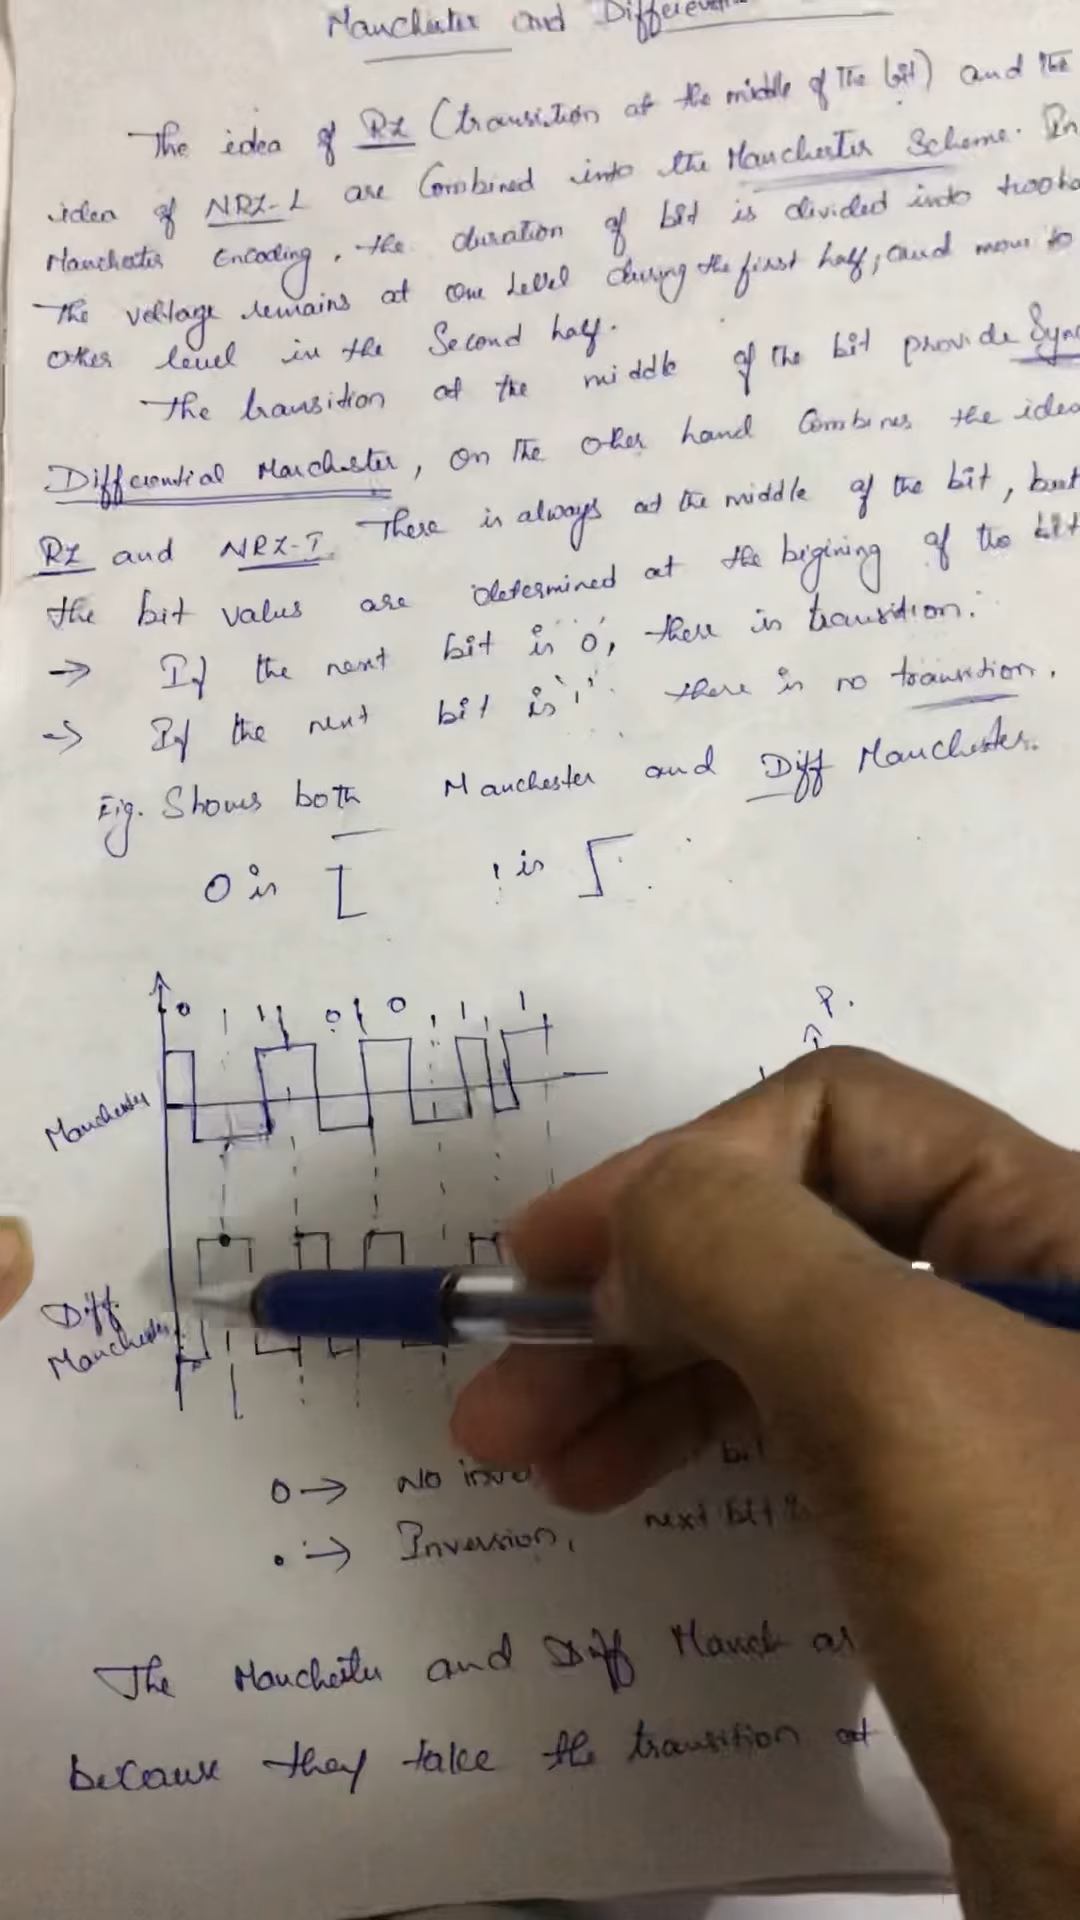 Manchester and Differen
The idea of RZ (transition at the middle of the bit) and the
idea of NRZ-L are Combined into the Manchester Scheme. In
Manchester Encoding, the duration of bit is divided into two ha
The voltage remains at one Level during the first half, and move to
other level in the Second half.
The transition at the middle of the bit provide Sync
Differential Manchester, on the other hand Combines the idea
RZ and NRZ-I. There is always at the middle of the bit, but
the bit values are determined at the begining of the bit
→ If the next bit is '0', there is transition.
→ If the next bit is '1' there is no transition.
Fig. Shows both Manchester and Diff Manchester.
0 is 1 is
P.
0 1 0 0 1 1
Manchester
Diff.
Manchester
0 → No inve bit
. → Inversion, next bit is
The Manchester and Diff Manch ar
because they take the transition at